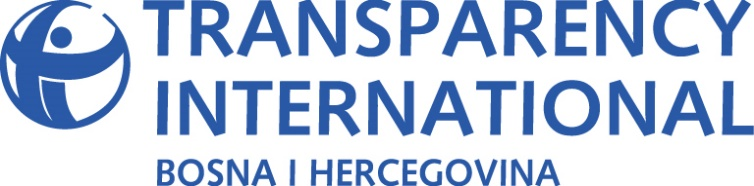 TRANSPARENCY
INTERNATIONAL
BOSNA I HERCEGOVINA